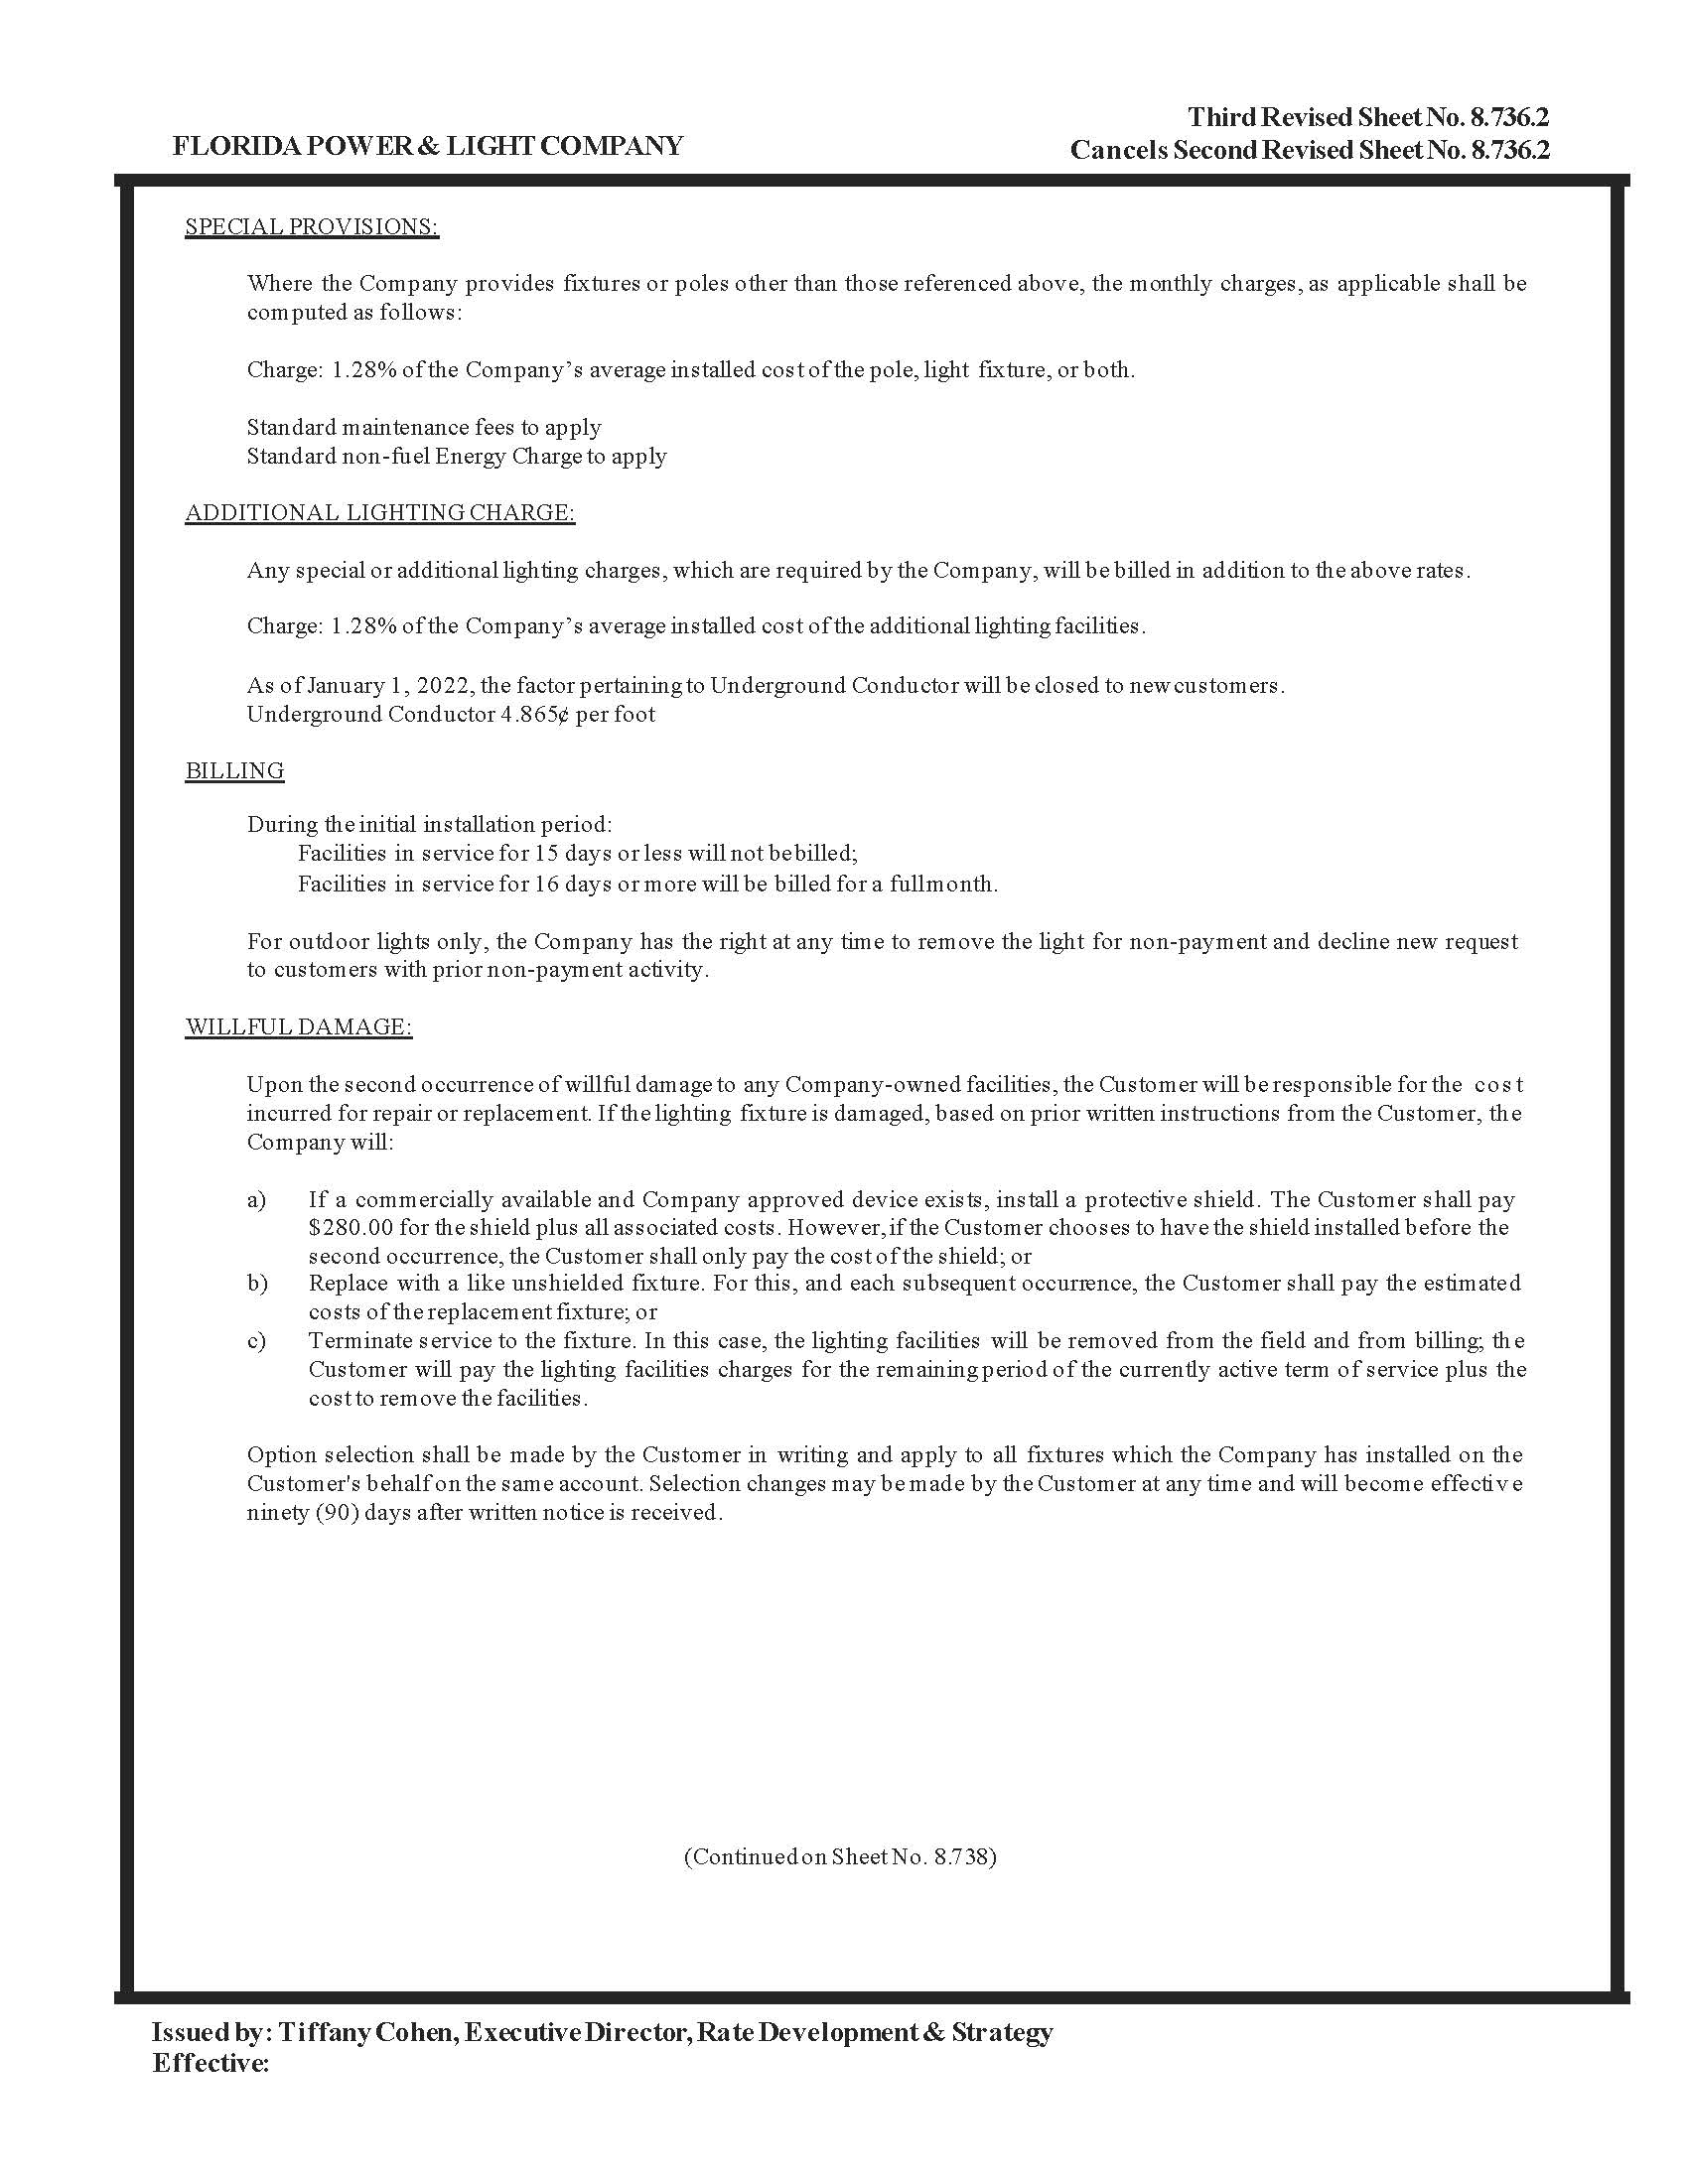 FLORIDA POWER & LIGHT COMPANY
Third Revised Sheet No. 8.736.2
Cancels Second Revised Sheet No. 8.736.2
SPECIAL PROVISIONS:
Where the Company provides fixtures or poles other than those referenced above, the monthly charges, as applicable shall be
computed as follows:
Charge: 1.28% of the Company’s average installed cost of the pole, light fixture, or both.
Standard maintenance fees to apply
Standard non-fuel Energy Charge to apply
ADDITIONAL LIGHTING CHARGE:
Any special or additional lighting charges, which are required by the Company, will be billed in addition to the above rates.
Charge: 1.28% of the Company’s average installed cost of the additional lighting facilities.
As of January 1, 2022, the factor pertaining to Underground Conductor will be closed to new customers.
Underground Conductor 4.865¢ per foot
BILLING
During the initial installation period:
Facilities in service for 15 days or less will not be billed;
Facilities in service for 16 days or more will be billed for a full month.
For outdoor lights only, the Company has the right at any time to remove the light for non-payment and decline new request
to customers with prior non-payment activity.
WILLFUL DAMAGE:
Upon the second occurrence of willful damage to any Company-owned facilities, the Customer will be responsible for the cost
incurred for repair or replacement. If the lighting fixture is damaged, based on prior written instructions from the Customer, the
Company will:
a) If a commercially available and Company approved device exists, install a protective shield. The Customer shall pay
$280.00 for the shield plus all associated costs. However, if the Customer chooses to have the shield installed before the
second occurrence, the Customer shall only pay the cost of the shield; or
b) Replace with a like unshielded fixture. For this, and each subsequent occurrence, the Customer shall pay the estimated
costs of the replacement fixture; or
c) Terminate service to the fixture. In this case, the lighting facilities will be removed from the field and from billing; the
Customer will pay the lighting facilities charges for the remaining period of the currently active term of service plus the
cost to remove the facilities.
Option selection shall be made by the Customer in writing and apply to all fixtures which the Company has installed on the
Customer's behalf on the same account. Selection changes may be made by the Customer at any time and will become effective
ninety (90) days after written notice is received.
(Continued on Sheet No. 8.738)
Issued by: Tiffany Cohen, Executive Director, Rate Development & Strategy
Effective: